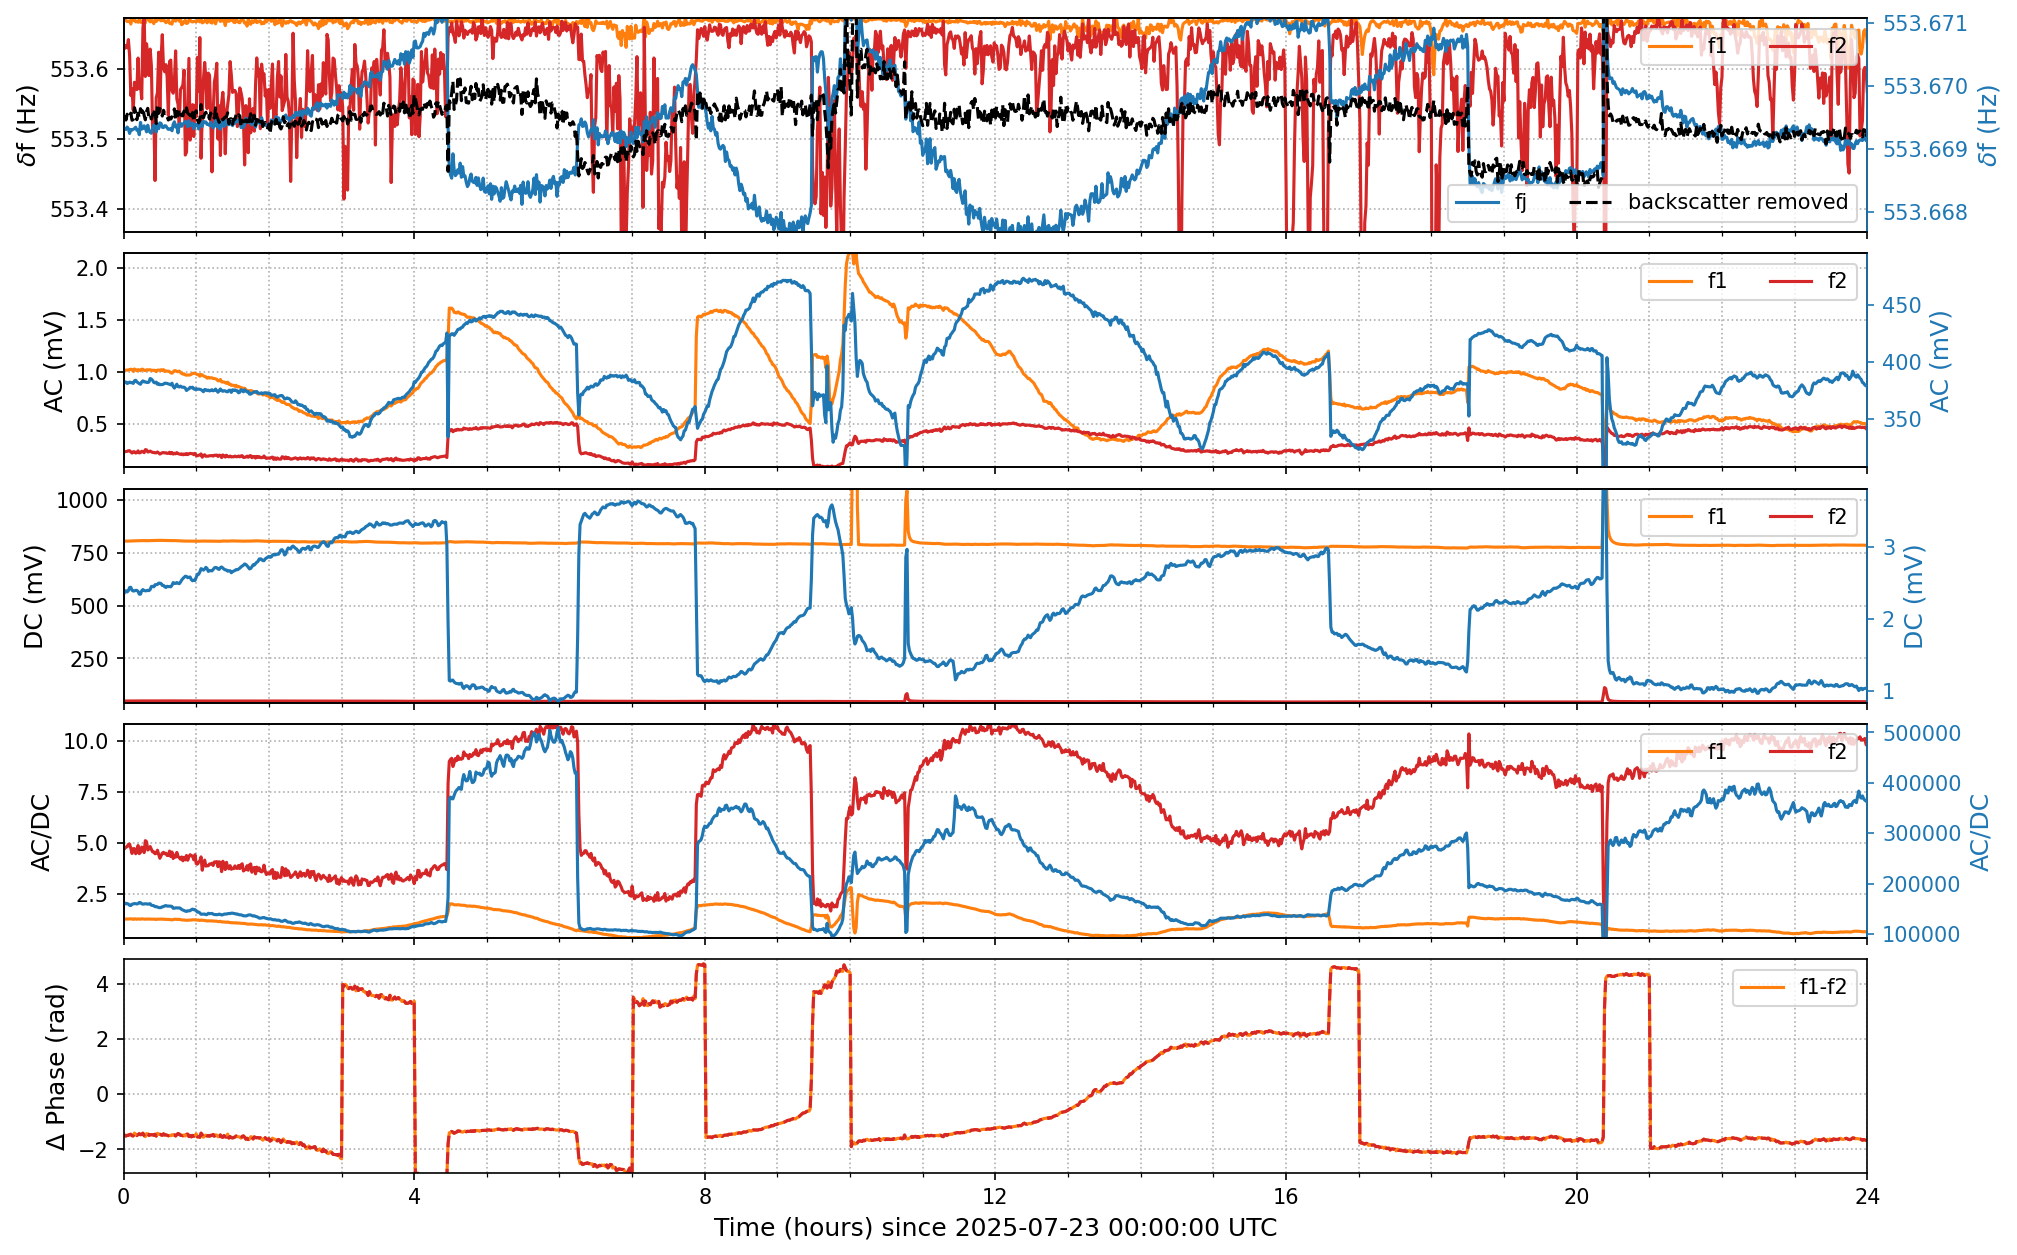 δf (Hz)
553.6
553.5
553.4
f1 f2
fj backscatter removed
553.671
553.670
553.669
553.668
δf (Hz)
AC (mV)
2.0
1.5
1.0
0.5
f1 f2
450
400
350
AC (mV)
DC (mV)
1000
750
500
250
f1 f2
3
2
1
DC (mV)
AC/DC
10.0
7.5
5.0
2.5
f1 f2
500000
400000
300000
200000
100000
AC/DC
Δ Phase (rad)
4
2
0
−2
f1-f2
0 4 8 12 16 20 24
Time (hours) since 2025-07-23 00:00:00 UTC